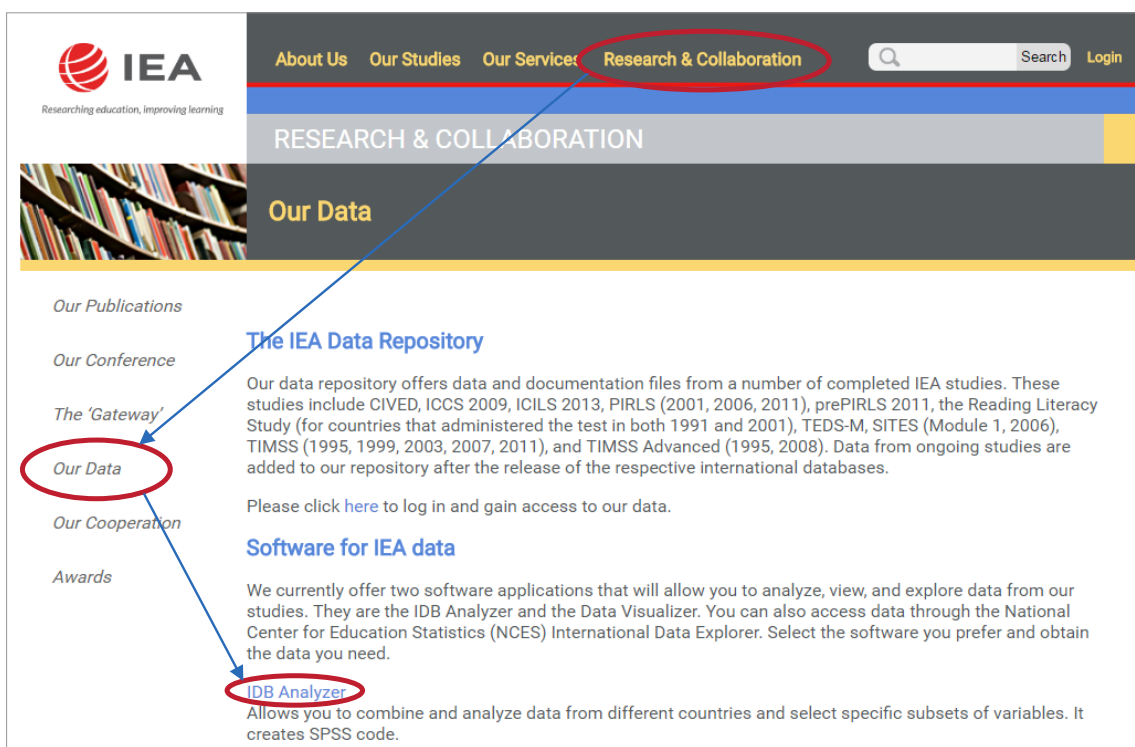 IEA
Researching education, improving learning
About Us Our Studies Our Services Research & Collaboration Search Login
RESEARCH & COLLABORATION
Our Data
Our Publications
Our Conference
The ‘Gateway’
Our Data
Our Cooperation
Awards
The IEA Data Repository
Our data repository offers data and documentation files from a number of completed IEA studies. These
studies include CIVED, ICCS 2009, ICILS 2013, PIRLS (2001, 2006, 2011), prePIRLS 2011, the Reading Literacy
Study (for countries that administered the test in both 1991 and 2001), TEDS-M, SITES (Module 1, 2006),
TIMSS (1995, 1999, 2003, 2007, 2011), and TIMSS Advanced (1995, 2008). Data from ongoing studies are
added to our repository after the release of the respective international databases.
Please click here to log in and gain access to our data.
Software for IEA data
We currently offer two software applications that will allow you to analyze, view, and explore data from our
studies. They are the IDB Analyzer and the Data Visualizer. You can also access data through the National
Center for Education Statistics (NCES) International Data Explorer. Select the software you prefer and obtain
the data you need.
IDB Analyzer
Allows you to combine and analyze data from different countries and select specific subsets of variables. It
creates SPSS code.